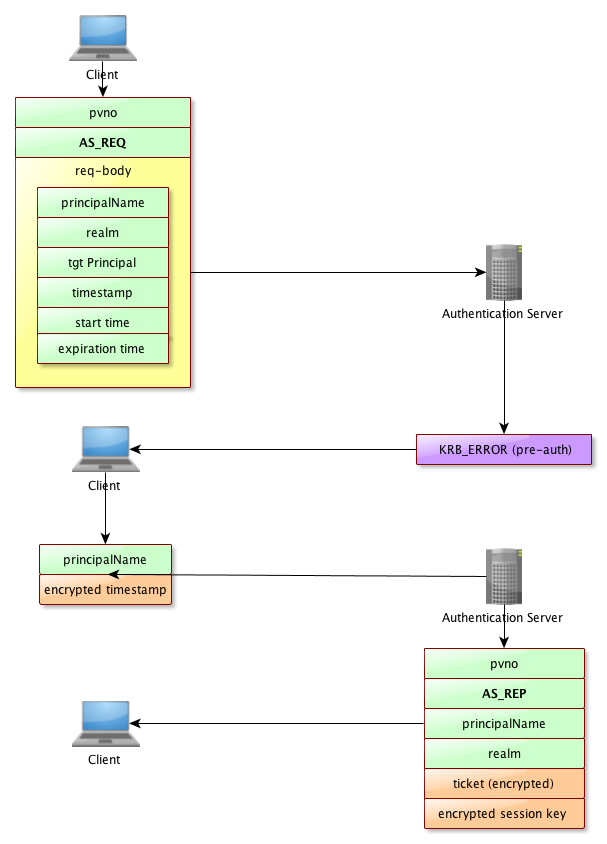 Client
pvno
AS_REQ
req-body
principalName
realm
tgt Principal
timestamp
start time
expiration time
Authentication Server
KRB_ERROR (pre-auth)
Client
principalName
encrypted timestamp
Authentication Server
pvno
AS_REP
principalName
realm
ticket (encrypted)
encrypted session key
Client